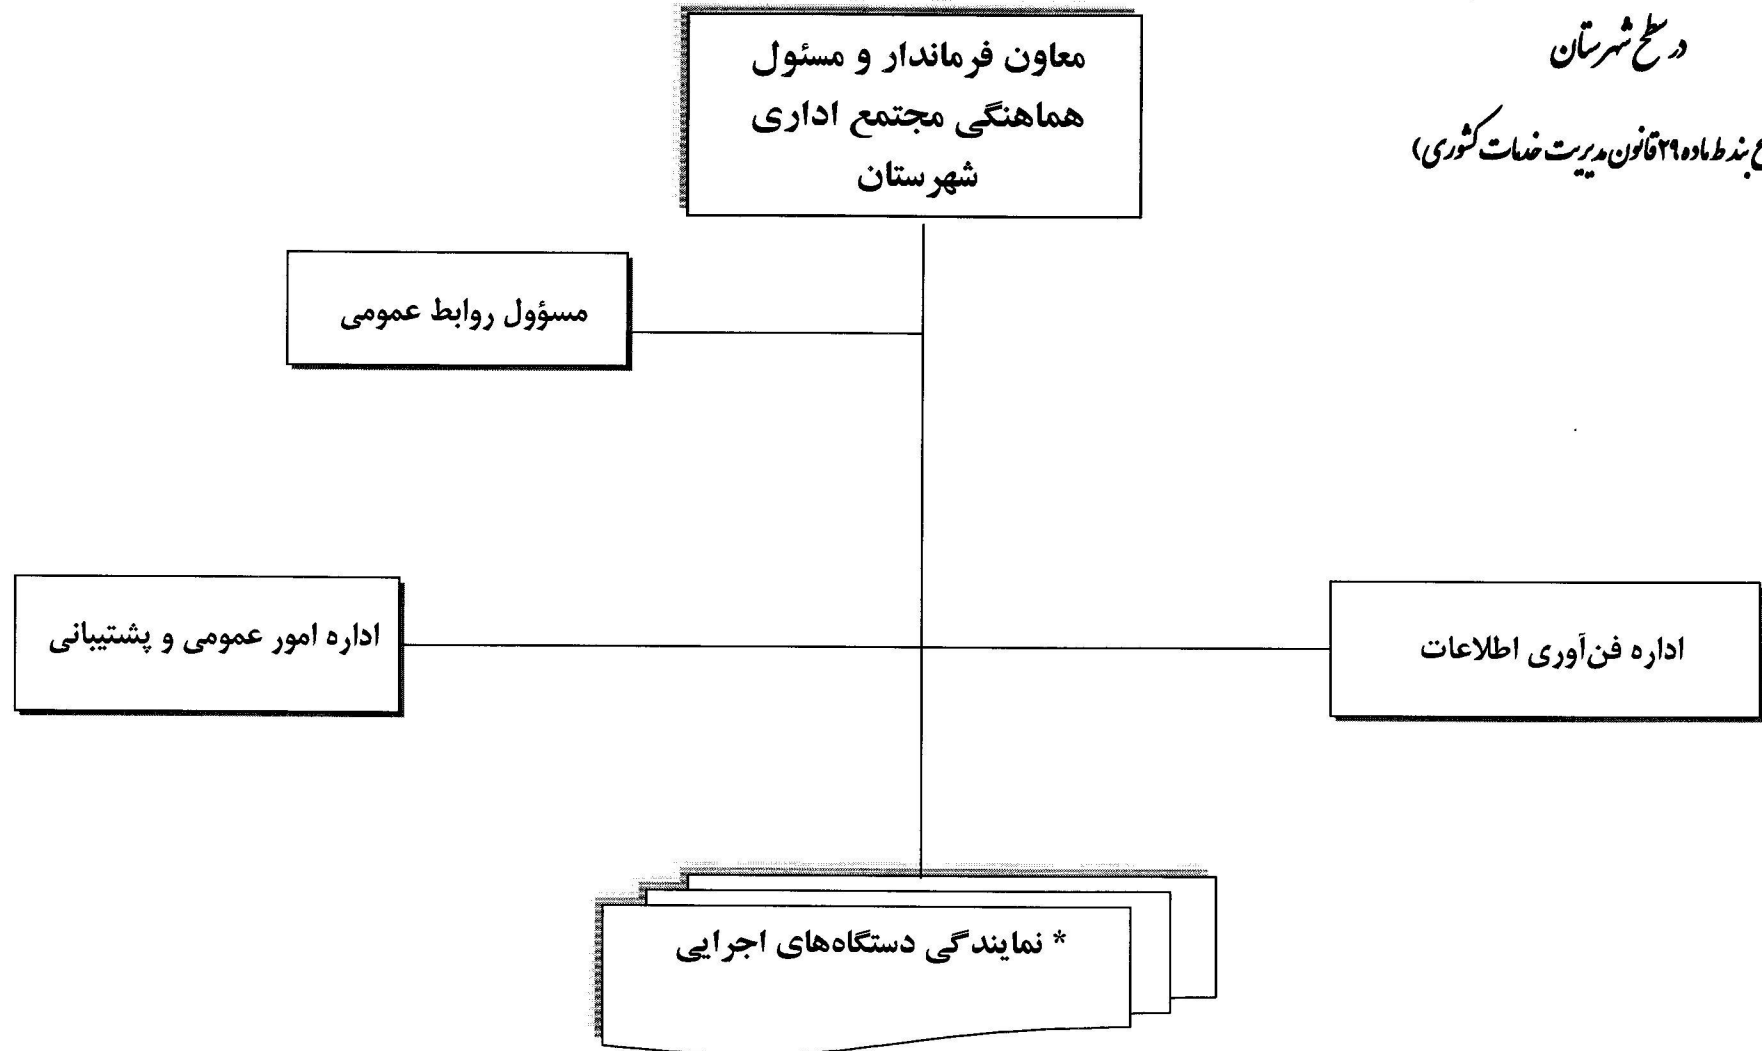 در سطح شهرستان
بند ط ماده ۲۹ قانون مدیریت خدمات کشوری)
معاون فرماندار و مسئول
هماهنگی مجتمع اداری
شهرستان
مسؤول روابط عمومی
اداره فن‌آوری اطلاعات
اداره امور عمومی و پشتیبانی
* نمایندگی دستگاه‌های اجرایی